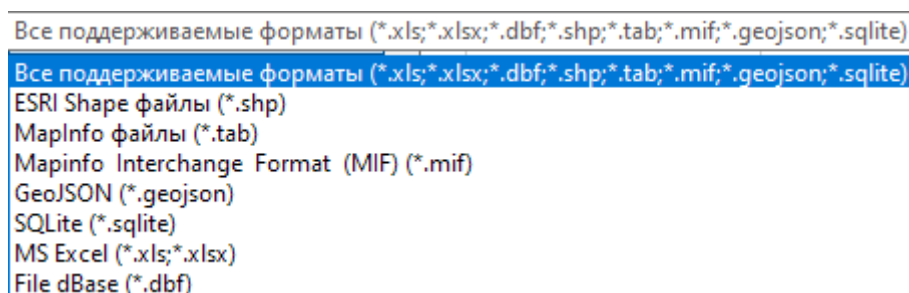 Все поддерживаемые форматы (*.xls;*.xlsx;*.dbf;*.shp;*.tab;*.mif;*.geojson;*.sqlite)
Все поддерживаемые форматы (*.xls;*.xlsx;*.dbf;*.shp;*.tab;*.mif;*.geojson;*.sqlite)
ESRI Shape файлы (*.shp)
MapInfo файлы (*.tab)
Mapinfo Interchange Format (MIF) (*.mif)
GeoJSON (*.geojson)
SQLite (*.sqlite)
MS Excel (*.xls;*.xlsx)
File dBase (*.dbf)